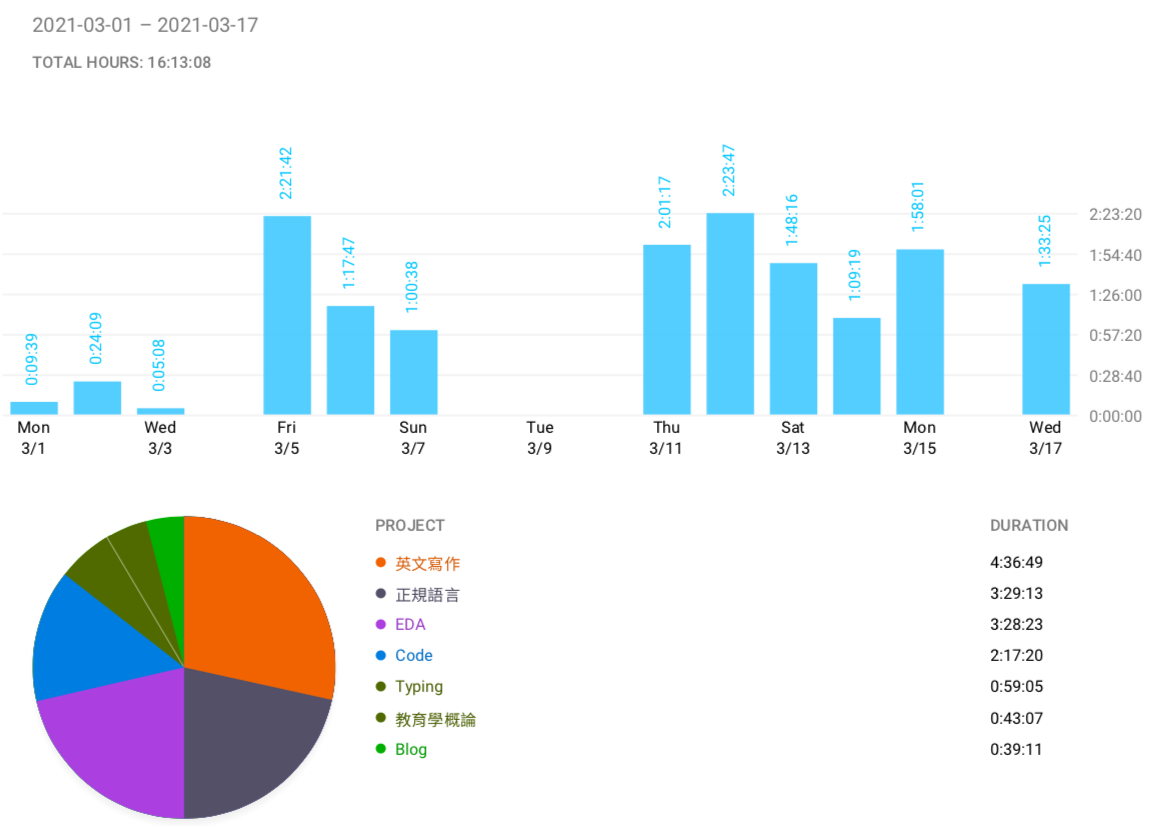 2021-03-01 – 2021-03-17
TOTAL HOURS: 16:13:08
0:09:39
0:24:09
0:05:08
2:21:42
1:17:47
1:00:38
2:01:17
2:23:47
1:48:16
1:09:19
1:58:01
1:33:25
2:23:20
1:54:40
1:26:00
0:57:20
0:28:40
0:00:00
Mon Wed Fri Sun Tue Thu Sat Mon Wed
3/1 3/3 3/5 3/7 3/9 3/11 3/13 3/15 3/17
PROJECT DURATION
英文寫作 4:36:49
正規語言 3:29:13
EDA 3:28:23
Code 2:17:20
Typing 0:59:05
教育學概論 0:43:07
Blog 0:39:11